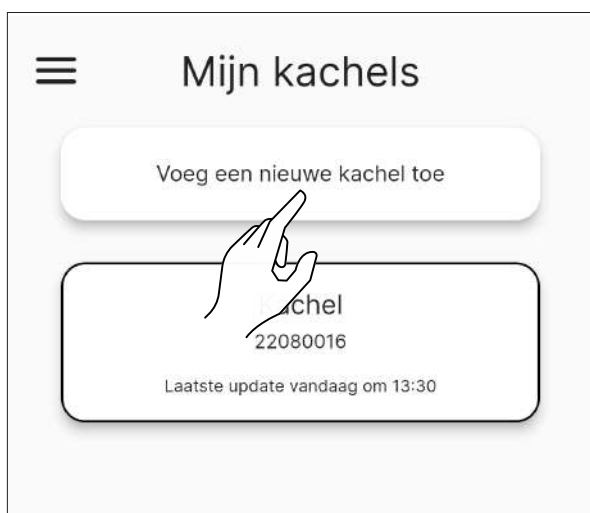 Mijn kachels
Voeg een nieuwe kachel toe
Kachel
22080016
Laatste update vandaag om 13:30